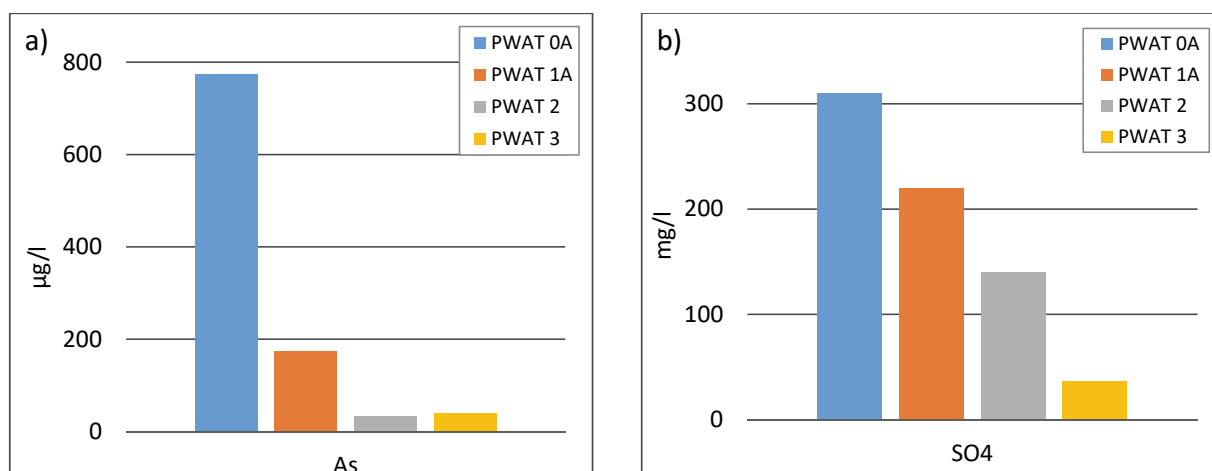 a)
PWAT 0A
PWAT 1A
PWAT 2
PWAT 3
800
600
400
200
0
µg/l
As
b)
PWAT 0A
PWAT 1A
PWAT 2
PWAT 3
300
200
100
0
mg/l
SO4